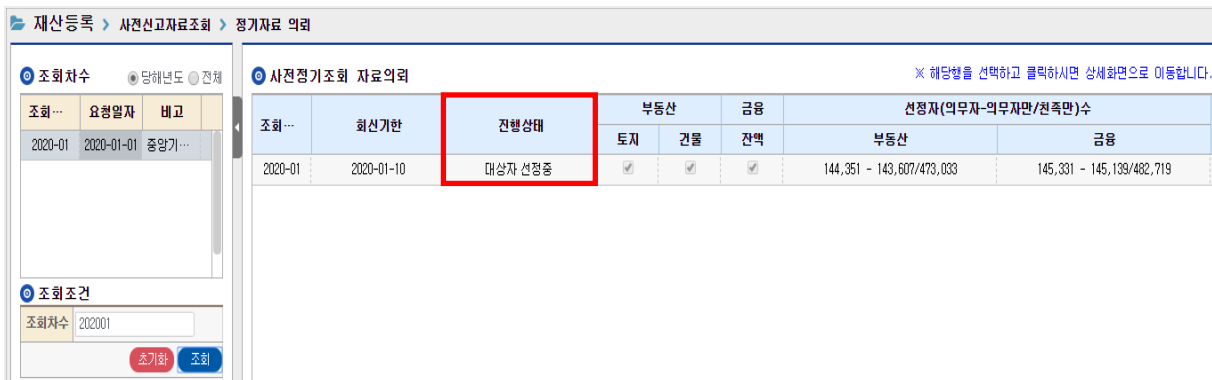 재산등록 > 사전신고자료조회 > 정기자료 의뢰
조회차수 당해년도 전체
조회… 요청일자 비고
2020-01 2020-01-01 중앙기…
조회조건
조회차수 202001
초기화 조회
사전정기조회 자료의뢰 ※ 해당행을 선택하고 클릭하시면 상세화면으로 이동합니다.
조회… 회신기한 진행상태 부동산 금융 선정자(의무자-의무자만/친족만)수
토지 건물 잔액 부동산 금융
2020-01 2020-01-10 대상자 선정중 144,351 - 143,607/473,033 145,331 - 145,139/482,719